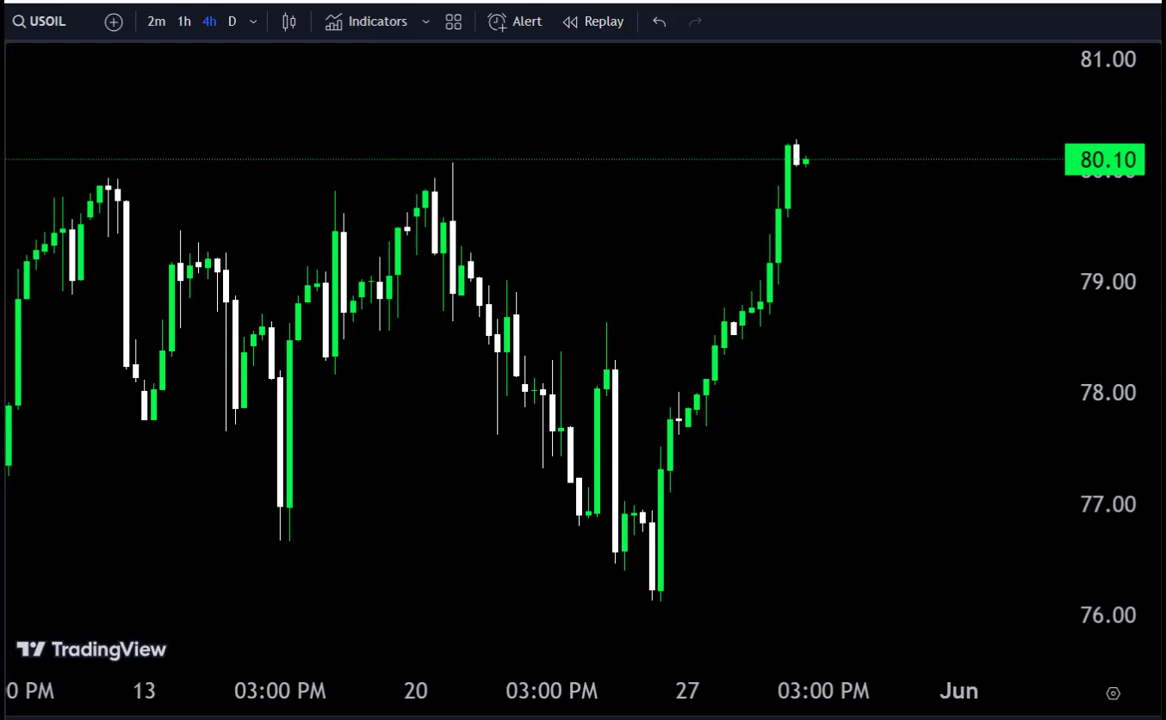 USOIL 2m 1h 4h D Indicators Alert Replay
81.00
80.10
79.00
78.00
77.00
76.00
TradingView
0 PM 13 03:00 PM 20 03:00 PM 27 03:00 PM Jun